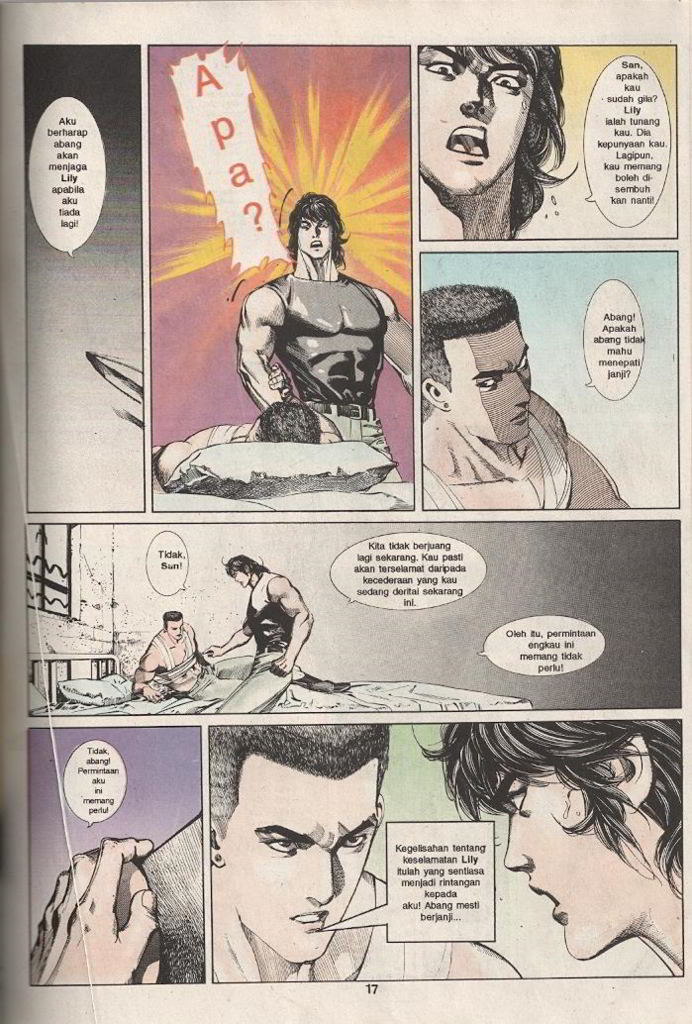 Aku
berharap
abang
akan
menjaga
Lily
apabila
aku
tiada
lagi!
Apa?
San,
apakah
kau
sudah gila?
Lily
ialah tunang
kau. Dia
kepunyaan kau.
Lagipun,
kau memang
boleh di-
sembuh
'kan nanti!
Abang!
Apakah
abang tidak
mahu
menepati
janji?
Tidak,
San!
Kita tidak berjuang
lagi sekarang. Kau pasti
akan terselamat daripada
kecederaan yang kau
deritai sekarang
ini.
Oleh itu, permintaan
engkau ini
memang tidak
perlu!
Tidak,
abang!
Permintaan
aku
ini
memang
perlu!
Kegelisahan tentang
keselamatan Lily
itulah yang sentiasa
menjadi rintangan
kepada
aku! Abang mesti
berjanji...
17